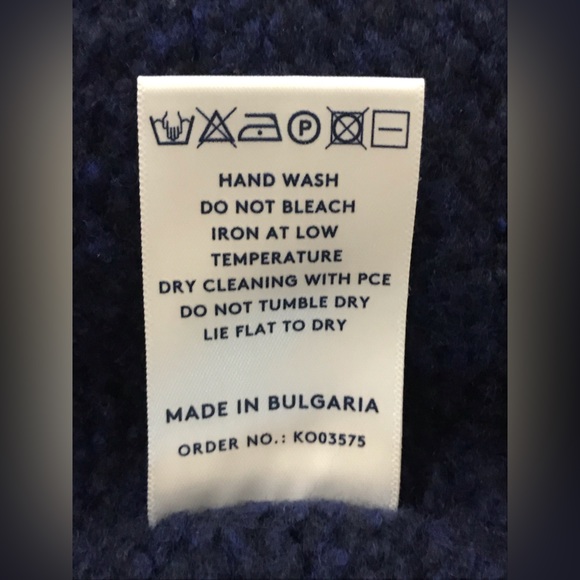 P
HAND WASH
DO NOT BLEACH
IRON AT LOW
TEMPERATURE
DRY CLEANING WITH PCE
DO NOT TUMBLE DRY
LIE FLAT TO DRY
MADE IN BULGARIA
ORDER NO.: KO03575